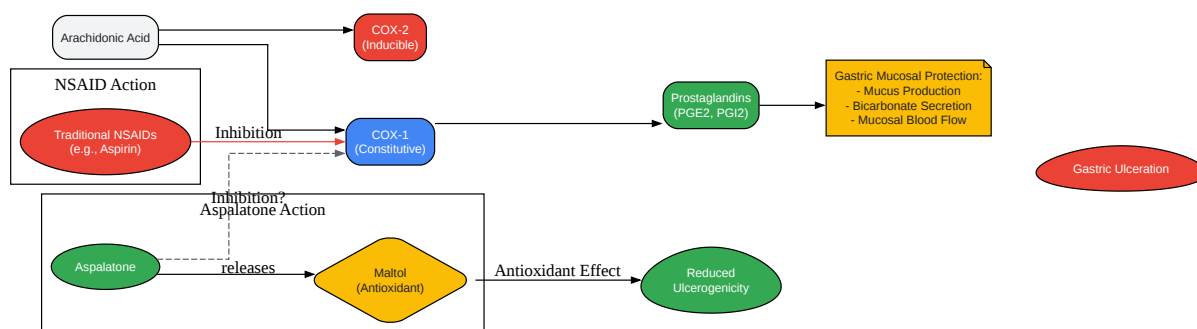 Arachidonic Acid
COX-2
(Inducible)
NSAID Action
Traditional NSAIDs
(e.g., Aspirin)
Inhibition
COX-1
(Constitutive)
Prostaglandins
(PGE2, PGI2)
Gastric Mucosal Protection:
- Mucus Production
- Bicarbonate Secretion
- Mucosal Blood Flow
Gastric Ulceration
Inhibition?
Aspalatone Action
Aspalatone
releases
Maltol
(Antioxidant)
Antioxidant Effect
Reduced
Ulcerogenicity